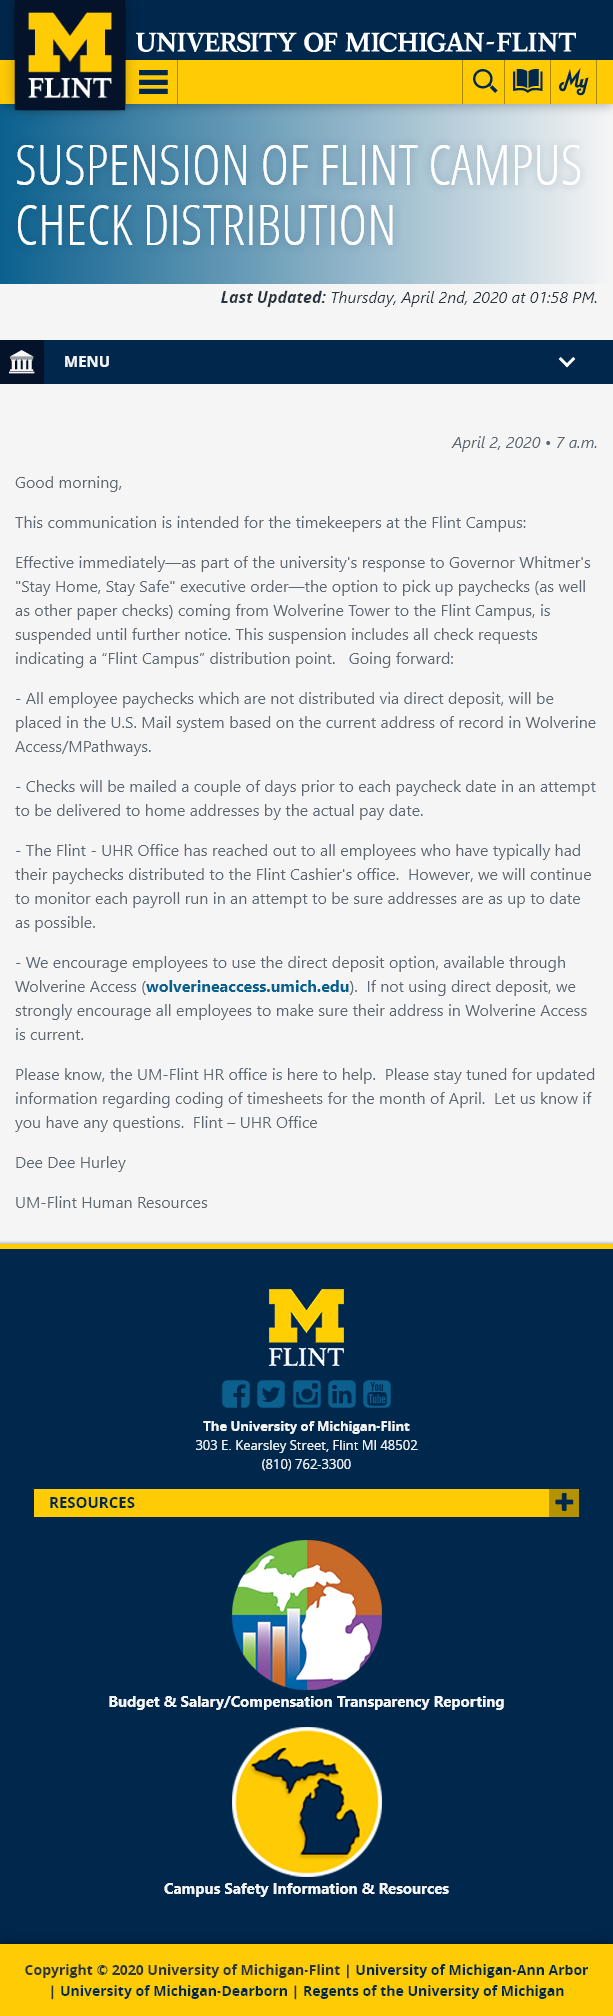 M
FLINT
UNIVERSITY OF MICHIGAN-FLINT
My
SUSPENSION OF FLINT CAMPUS
CHECK DISTRIBUTION
Last Updated: Thursday, April 2nd, 2020 at 01:58 PM.
MENU
April 2, 2020 • 7 a.m.
Good morning,
This communication is intended for the timekeepers at the Flint Campus:
Effective immediately—as part of the university's response to Governor Whitmer's
"Stay Home, Stay Safe" executive order—the option to pick up paychecks (as well
as other paper checks) coming from Wolverine Tower to the Flint Campus, is
suspended until further notice. This suspension includes all check requests
indicating a “Flint Campus” distribution point.   Going forward:
- All employee paychecks which are not distributed via direct deposit, will be
placed in the U.S. Mail system based on the current address of record in Wolverine
Access/MPathways.
- Checks will be mailed a couple of days prior to each paycheck date in an attempt
to be delivered to home addresses by the actual pay date.
- The Flint - UHR Office has reached out to all employees who have typically had
their paychecks distributed to the Flint Cashier's office.  However, we will continue
to monitor each payroll run in an attempt to be sure addresses are as up to date
as possible.
- We encourage employees to use the direct deposit option, available through
Wolverine Access (wolverineaccess.umich.edu).  If not using direct deposit, we
strongly encourage all employees to make sure their address in Wolverine Access
is current.
Please know, the UM-Flint HR office is here to help.  Please stay tuned for updated
information regarding coding of timesheets for the month of April.  Let us know if
you have any questions.  Flint – UHR Office
Dee Dee Hurley
UM-Flint Human Resources
M
FLINT
You
Tube
The University of Michigan-Flint
303 E. Kearsley Street, Flint MI 48502
(810) 762-3300
RESOURCES
Budget & Salary/Compensation Transparency Reporting
Campus Safety Information & Resources
Copyright © 2020 University of Michigan-Flint | University of Michigan-Ann Arbor
| University of Michigan-Dearborn | Regents of the University of Michigan